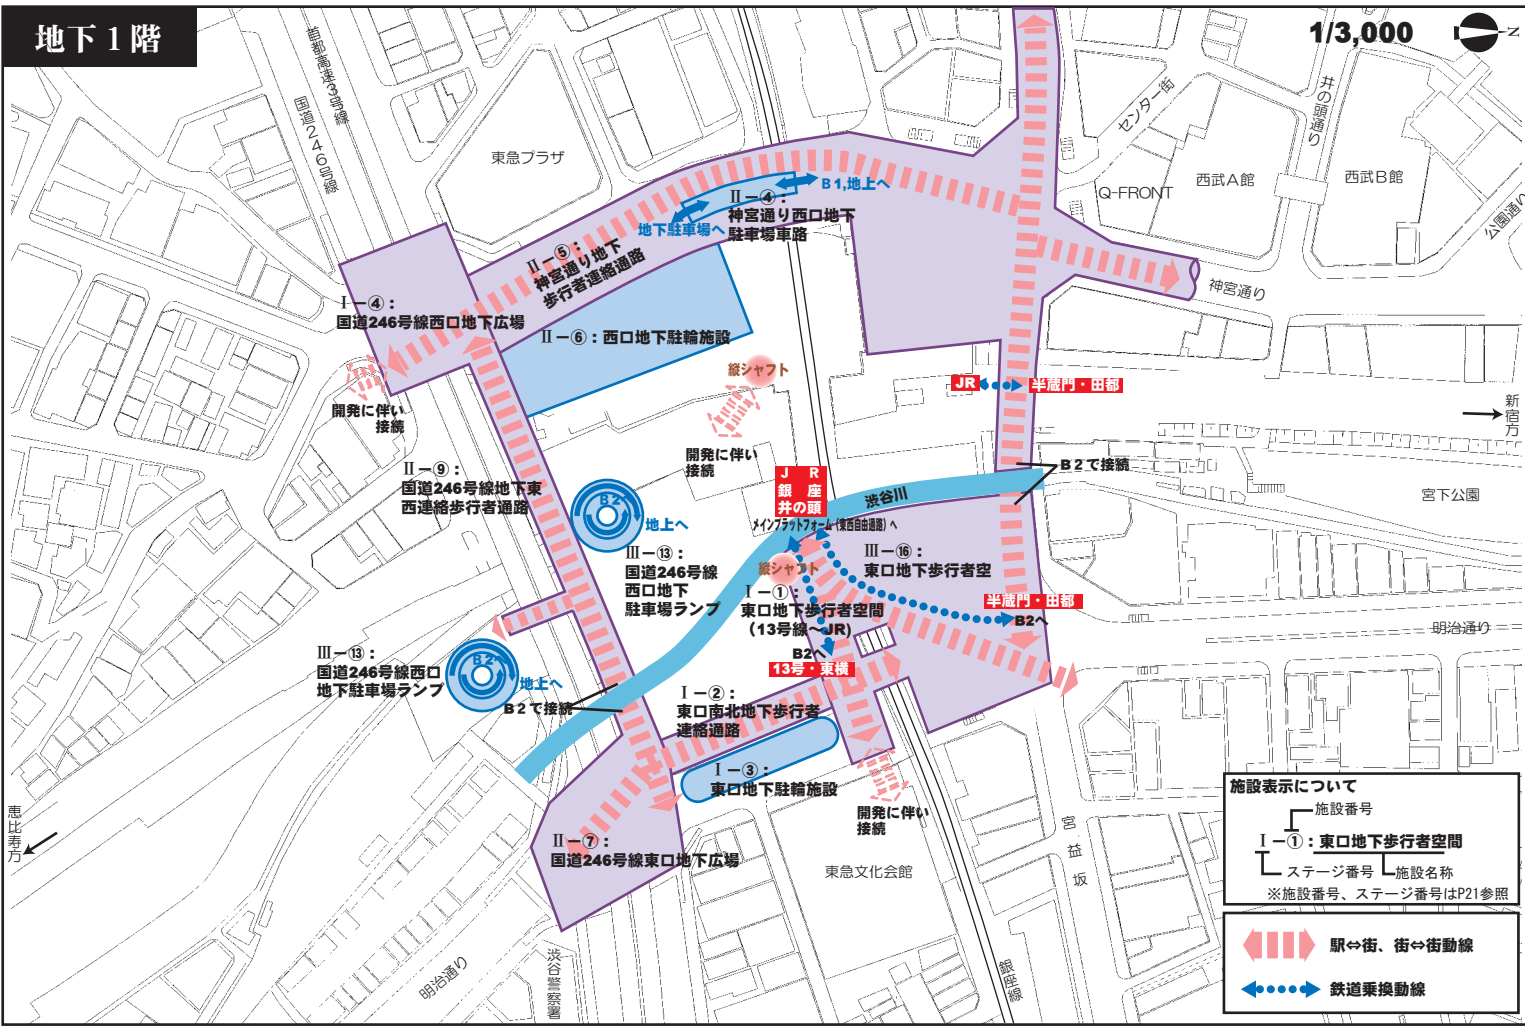 地下1階
1/3,000
N
首都高速3号線
国道246号線
東急プラザ
センター街
井の頭通り
西武A館
西武B館
Q-FRONT
公園通り
神宮通り
B1,地上へ
地下駐車場へ
Ⅱ－④：
神宮通り西口地下
駐車場車路
Ⅱ－⑤：
神宮通り地下
歩行者連絡通路
Ⅰ－④：
国道246号線西口地下広場
Ⅱ－⑥：西口地下駐輪施設
縦シャフト
開発に伴い
接続
開発に伴い
接続
JR
半蔵門・田都
新宿方
Ⅱ－⑨：
国道246号線地下東
西連絡歩行者通路
B2へ
地上へ
JR
銀座
井の頭
メインプラットフォーム（東西自由通路）へ
渋谷川
B2で接続
宮下公園
Ⅲ－⑬：
国道246号線
西口地下
駐車場ランプ
縦シャフト
Ⅲ－⑯：
東口地下歩行者空
Ⅰ－①：
東口地下歩行者空間
（13号線～JR)
半蔵門・田都
B2へ
明治通り
B2へ
13号・東横
Ⅲ－⑬：
国道246号線西口
地下駐車場ランプ
B2へ
地上へ
B2で接続
Ⅰ－②：
東口南北地下歩行者
連絡通路
Ⅰ－③：
東口地下駐輪施設
開発に伴い
接続
恵比寿方
Ⅱ－⑦：
国道246号線東口地下広場
東急文化会館
宮益坂
明治通り
渋谷警察署
銀座線
施設表示について
施設番号
Ⅰ－①：東口地下歩行者空間
ステージ番号
施設名称
※施設番号、ステージ番号はP21参照
駅⇔街、街⇔街動線
鉄道乗換動線